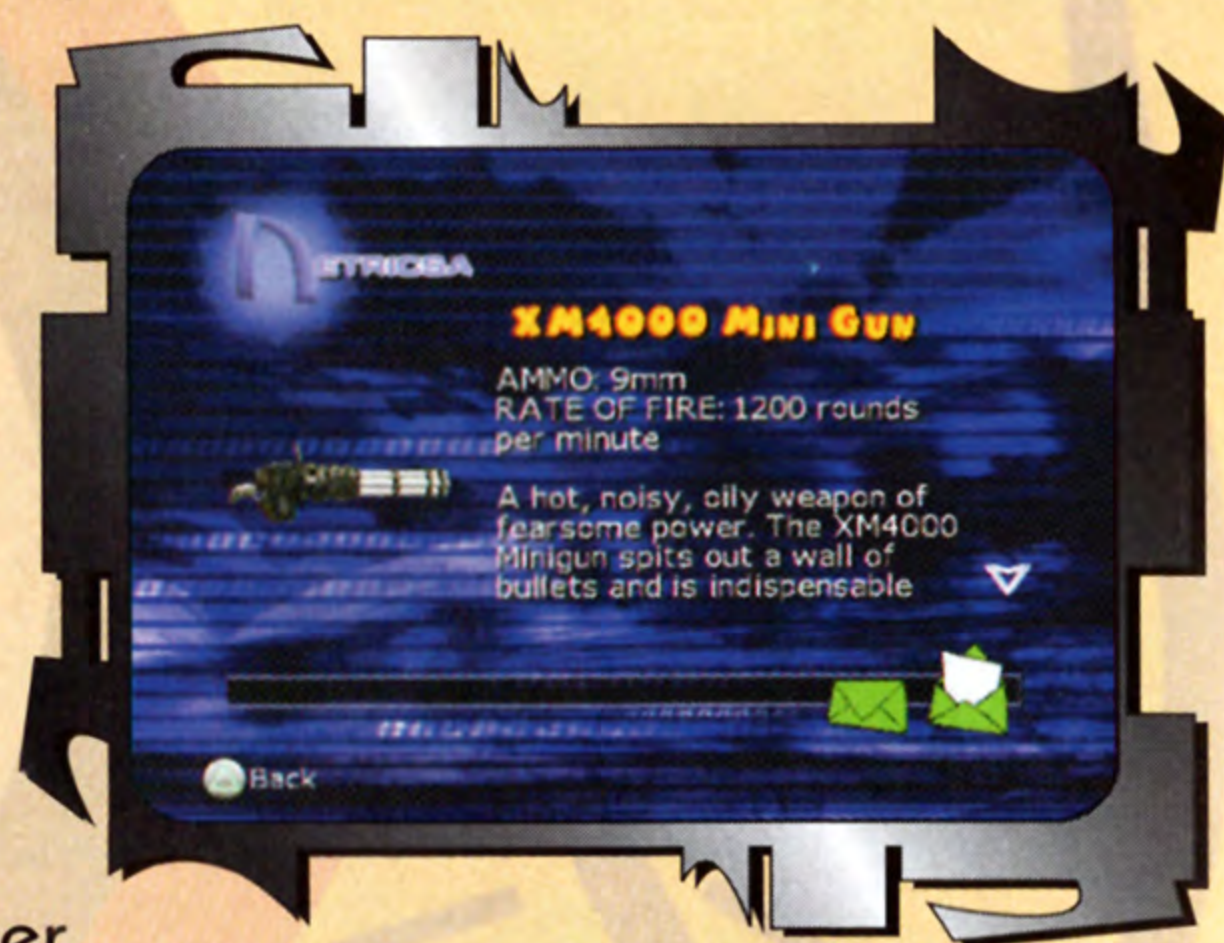 NETRICSA
XM4000 MINI GUN
AMMO: 9mm
RATE OF FIRE: 1200 rounds
per minute
A hot, noisy, oily weapon of
fearsome power. The XM4000
Minigun spits out a wall of
bullets and is indispensable
Back
er